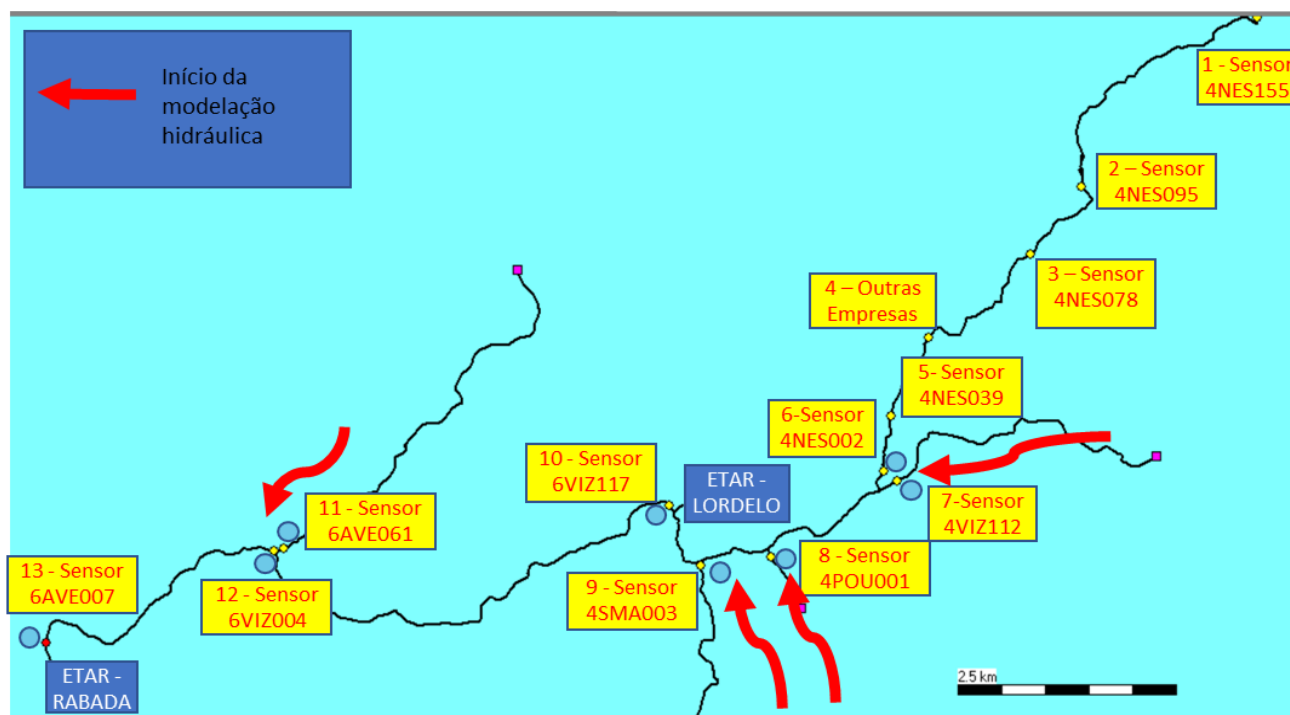 Início da
modelação
hidráulica
1 - Sensor
4NES155
2 – Sensor
4NES095
3 – Sensor
4NES078
4 – Outras
Empresas
5- Sensor
4NES039
6-Sensor
4NES002
10 - Sensor
6VIZ117
ETAR -
LORDELO
7-Sensor
4VIZ112
11 - Sensor
6AVE061
8 - Sensor
4POU001
13 - Sensor
6AVE007
12 - Sensor
6VIZ004
9 - Sensor
4SMA003
ETAR -
RABADA
2.5 km